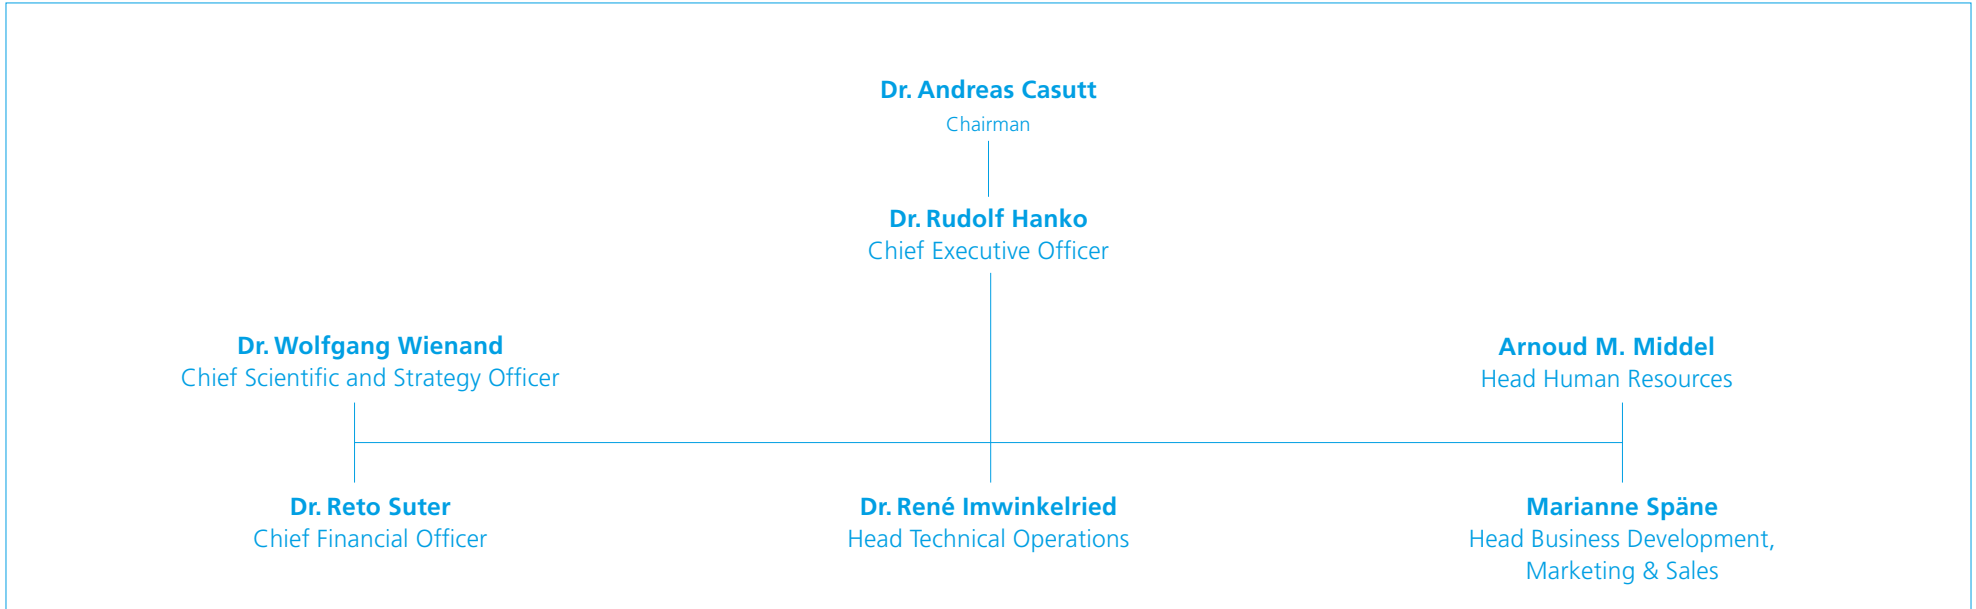 Dr. Andreas Casutt
Chairman
Dr. Rudolf Hanko
Chief Executive Officer
Dr. Wolfgang Wienand
Chief Scientific and Strategy Officer
Arnoud M. Middel
Head Human Resources
Dr. Reto Suter
Chief Financial Officer
Dr. René Imwinkelried
Head Technical Operations
Marianne Späne
Head Business Development,
Marketing & Sales